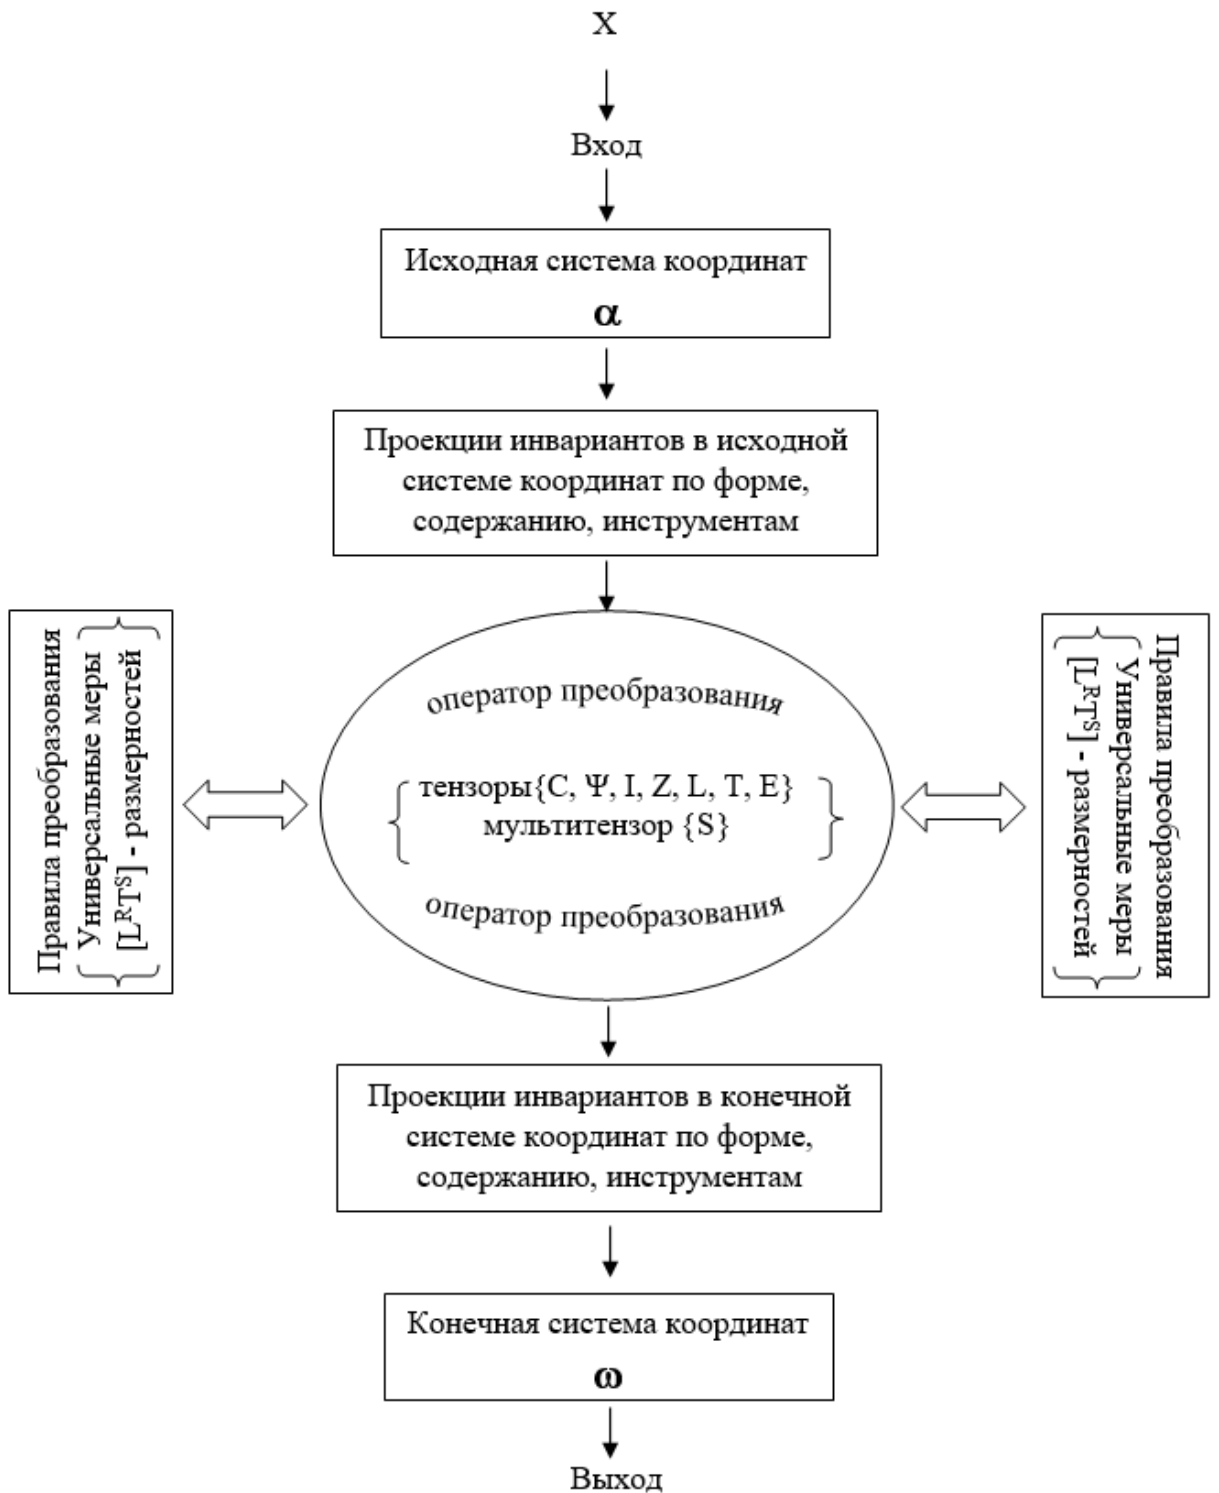 X
Вход
Исходная система координат
α
Проекции инвариантов в исходной
системе координат по форме,
содержанию, инструментам
Правила преобразования
Универсальные меры
[LᴿTˢ] - размерностей
оператор преобразования
тензоры{C, Ψ, I, Z, L, T, E}
мультитензор {S}
оператор преобразования
Правила преобразования
Универсальные меры
[LᴿTˢ] - размерностей
Проекции инвариантов в конечной
системе координат по форме,
содержанию, инструментам
Конечная система координат
ω
Выход